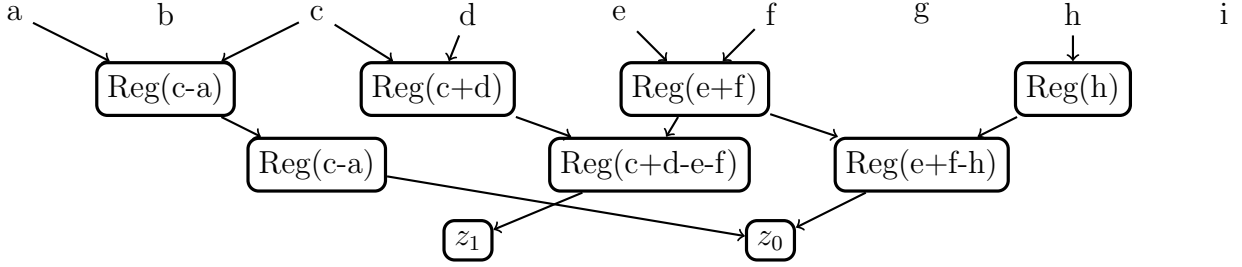 a b c d e f g h i
Reg(c-a) Reg(c+d) Reg(e+f) Reg(h)
Reg(c-a) Reg(c+d-e-f) Reg(e+f-h)
z₁ z₀